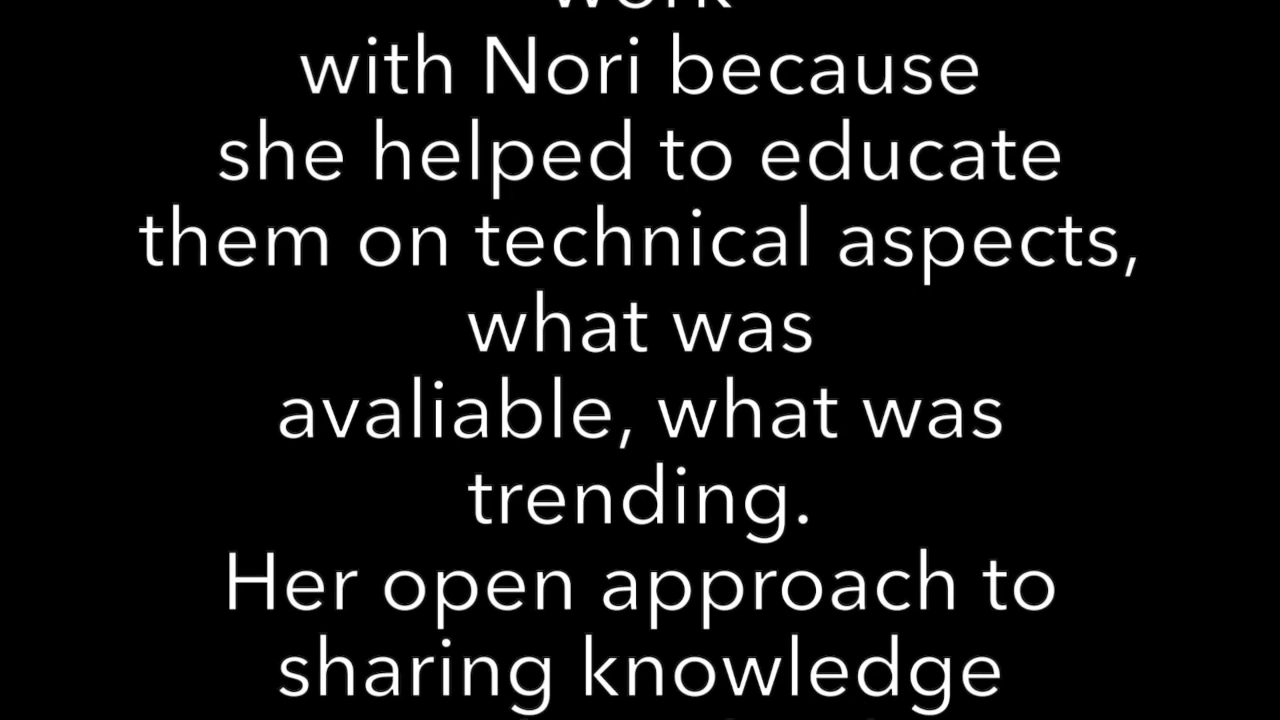 work
with Nori because
she helped to educate
them on technical aspects,
what was
avaliable, what was
trending.
Her open approach to
sharing knowledge